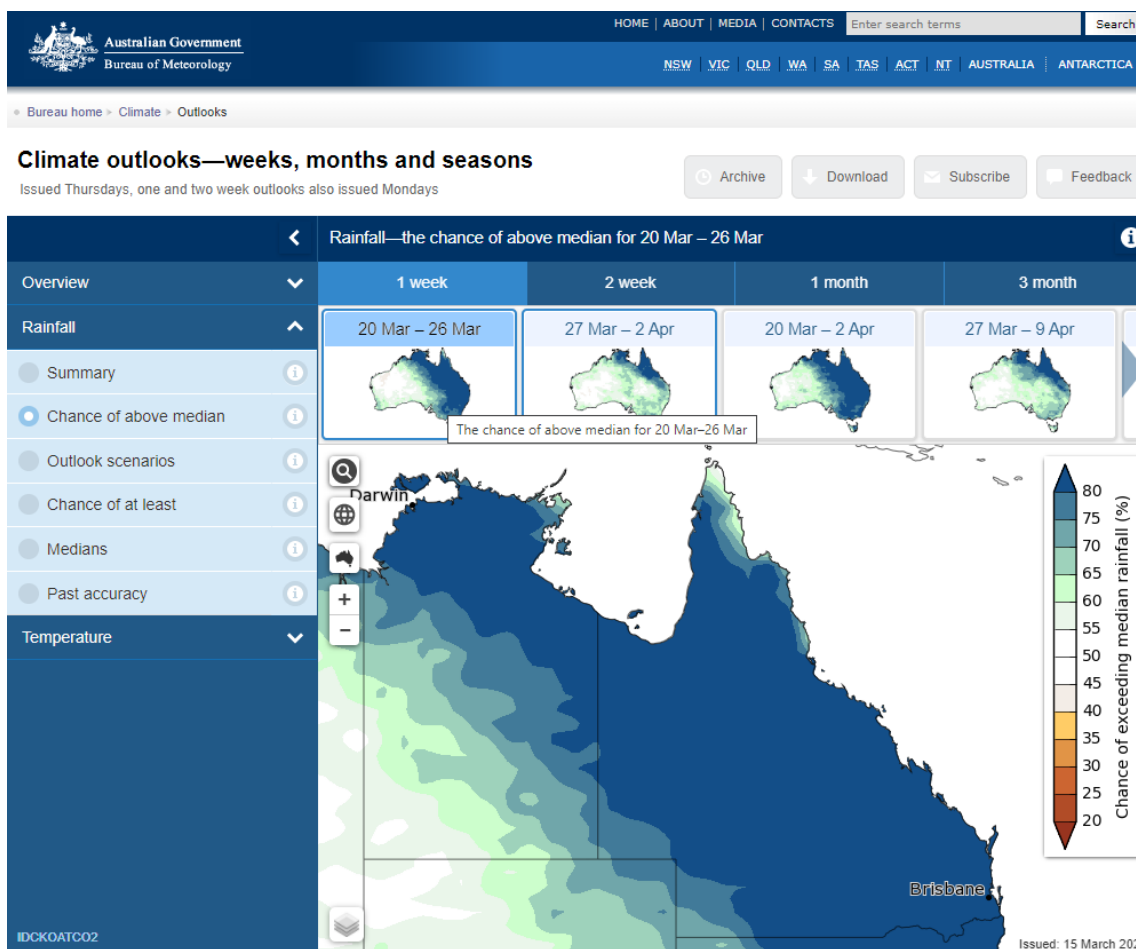 HOME | ABOUT | MEDIA | CONTACTS
Enter search terms
Search
Australian Government
Bureau of Meteorology
NSW VIC QLD WA SA TAS ACT NT AUSTRALIA ANTARCTICA
Bureau home > Climate > Outlooks
Climate outlooks—weeks, months and seasons
Issued Thursdays, one and two week outlooks also issued Mondays
Archive
Download
Subscribe
Feedback
Rainfall—the chance of above median for 20 Mar – 26 Mar
Overview
1 week
2 week
1 month
3 month
Rainfall
20 Mar – 26 Mar
27 Mar – 2 Apr
20 Mar – 2 Apr
27 Mar – 9 Apr
Summary
Chance of above median
The chance of above median for 20 Mar–26 Mar
Outlook scenarios
Chance of at least
Medians
Past accuracy
Temperature
Darwin
Brisbane
80
75
70
65
60
55
50
45
40
35
30
25
20
Chance of exceeding median rainfall (%)
IDCKOATCO2
Issued: 15 March